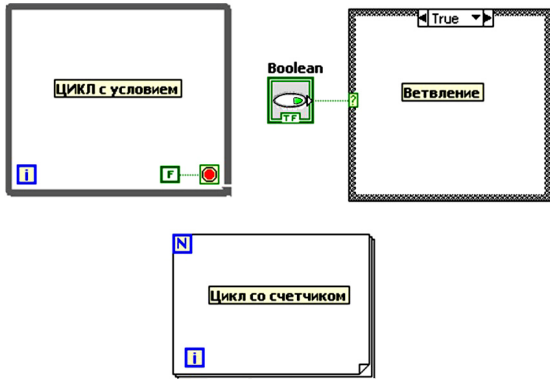 True
Boolean
ЦИКЛ с условием
Ветвление
TF
?
i
F
N
Цикл со счетчиком
i